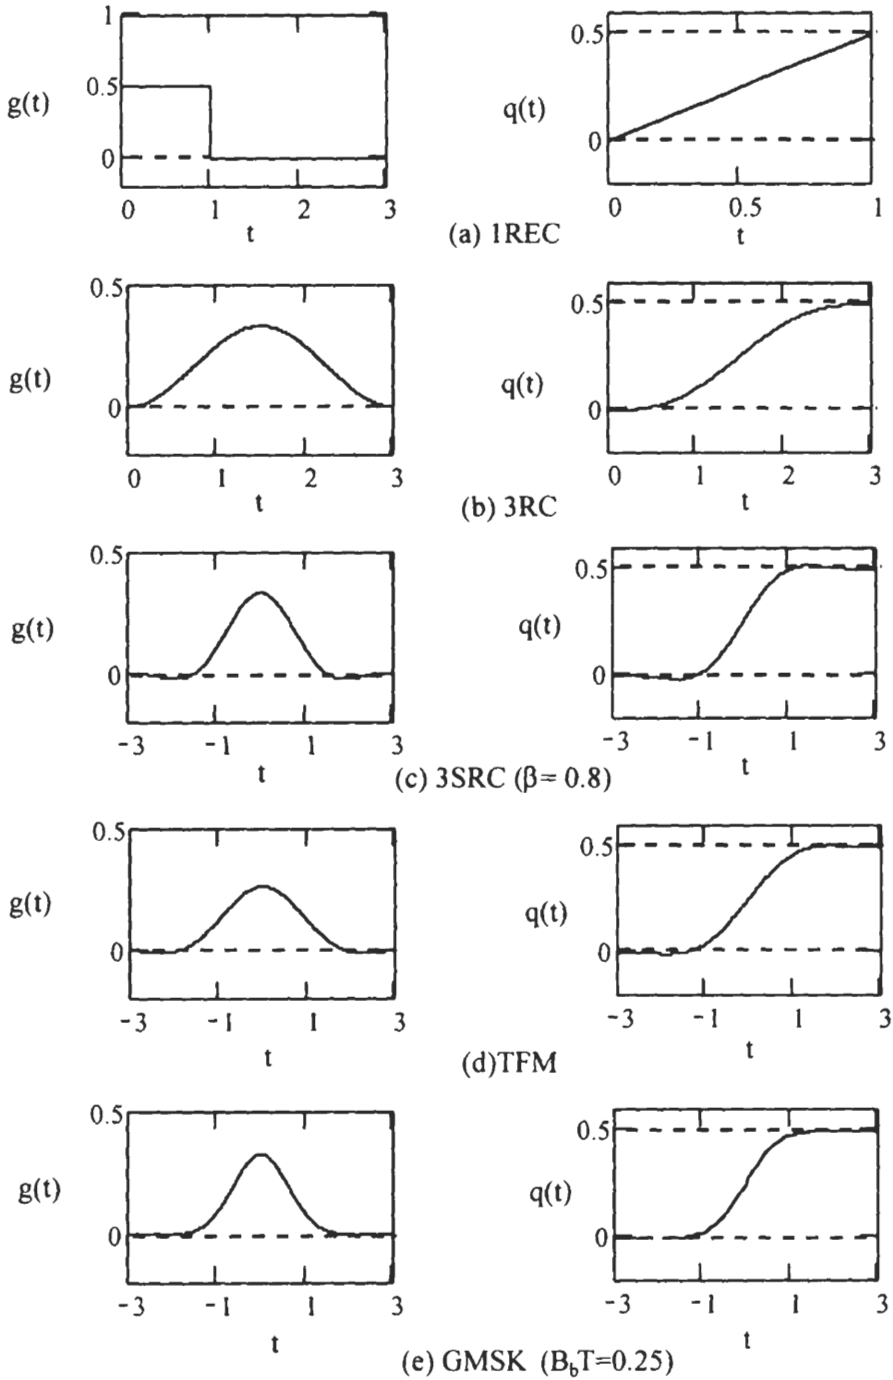 1
0.5
0
g(t)
0 1 2 3
t
0.5
0
q(t)
0 0.5 1
t
(a) 1REC
0.5
0
g(t)
0 1 2 3
t
0.5
0
q(t)
0 1 2 3
t
(b) 3RC
0.5
0
g(t)
-3 -1 1 3
t
0.5
0
q(t)
-3 -1 1 3
t
(c) 3SRC (β= 0.8)
0.5
0
g(t)
-3 -1 1 3
t
0.5
0
q(t)
-3 -1 1 3
t
(d)TFM
0.5
0
g(t)
-3 -1 1 3
t
0.5
0
q(t)
-3 -1 1 3
t
(e) GMSK (BbT=0.25)